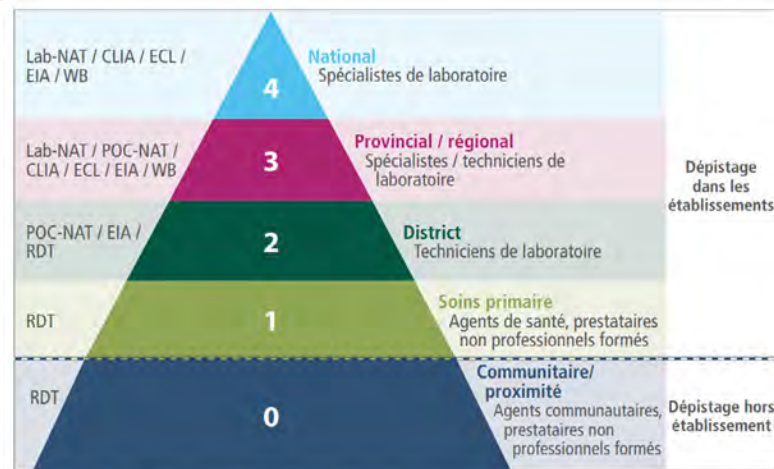 Lab-NAT / CLIA / ECL /
EIA / WB
4
National
Spécialistes de laboratoire
Lab-NAT / POC-NAT /
CLIA / ECL / EIA / WB
3
Provincial / régional
Spécialistes / techniciens de
laboratoire
Dépistage
dans les
établissements
POC-NAT / EIA /
RDT
2
District
Techniciens de laboratoire
RDT
1
Soins primaire
Agents de santé, prestataires
non professionnels formés
RDT
0
Communitaire/
proximité
Agents communautaires,
prestataires non
professionnels formés
Dépistage hors
établissement